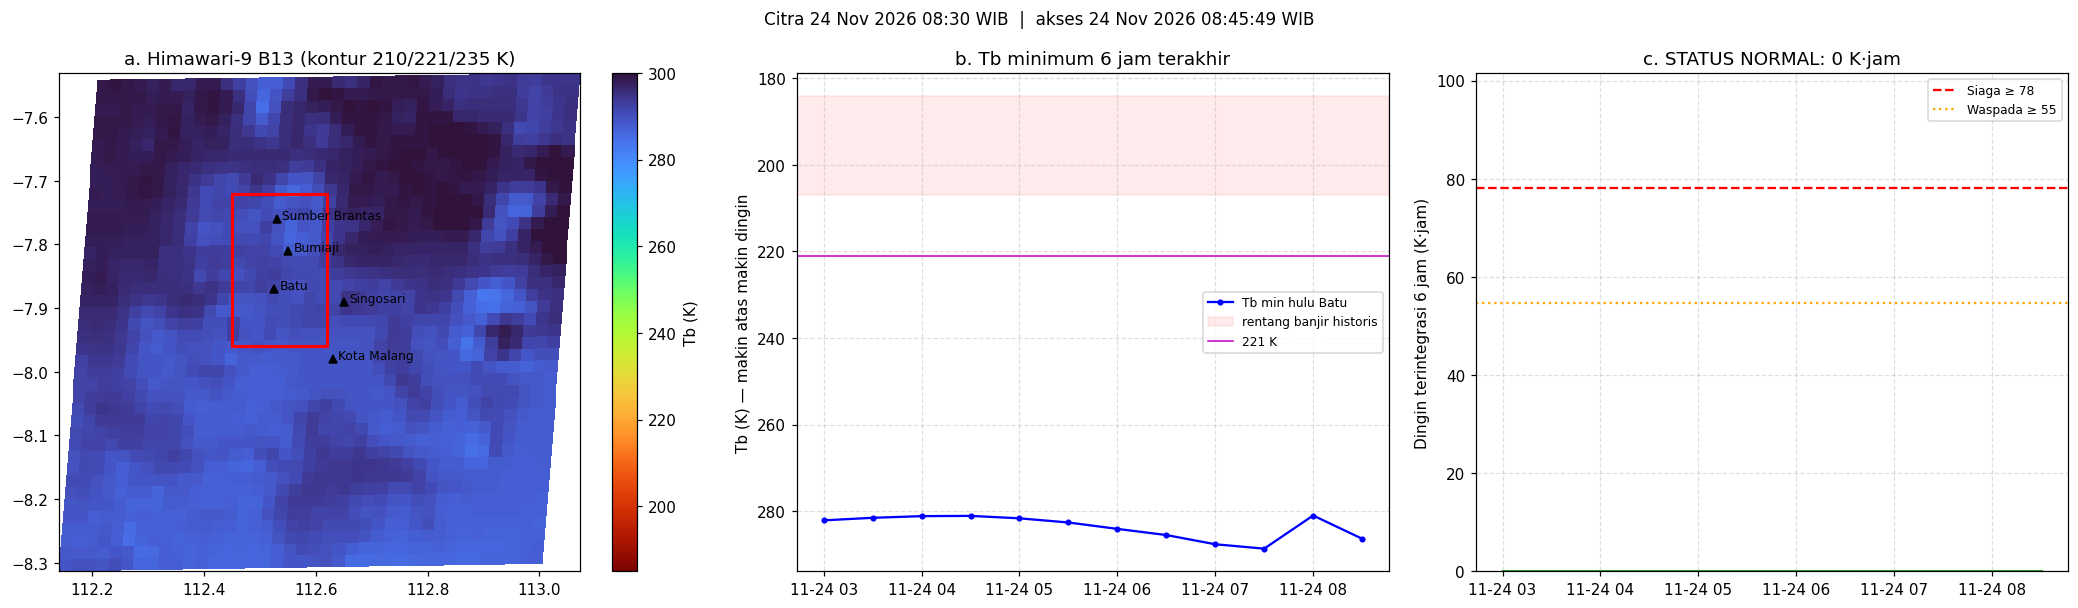 Citra 24 Nov 2026 08:30 WIB | akses 24 Nov 2026 08:45:49 WIB
a. Himawari-9 B13 (kontur 210/221/235 K)
−7.6
−7.7
−7.8
−7.9
−8.0
−8.1
−8.2
−8.3
112.2
112.4
112.6
112.8
113.0
Sumber Brantas
Bumiaji
Batu
Singosari
Kota Malang
300
280
260
240
220
200
Tb (K)
b. Tb minimum 6 jam terakhir
Tb (K) — makin atas makin dingin
180
200
220
240
260
280
11-24 03
11-24 04
11-24 05
11-24 06
11-24 07
11-24 08
Tb min hulu Batu
rentang banjir historis
221 K
c. STATUS NORMAL: 0 K·jam
Dingin terintegrasi 6 jam (K·jam)
100
80
60
40
20
0
11-24 03
11-24 04
11-24 05
11-24 06
11-24 07
11-24 08
Siaga ≥ 78
Waspada ≥ 55